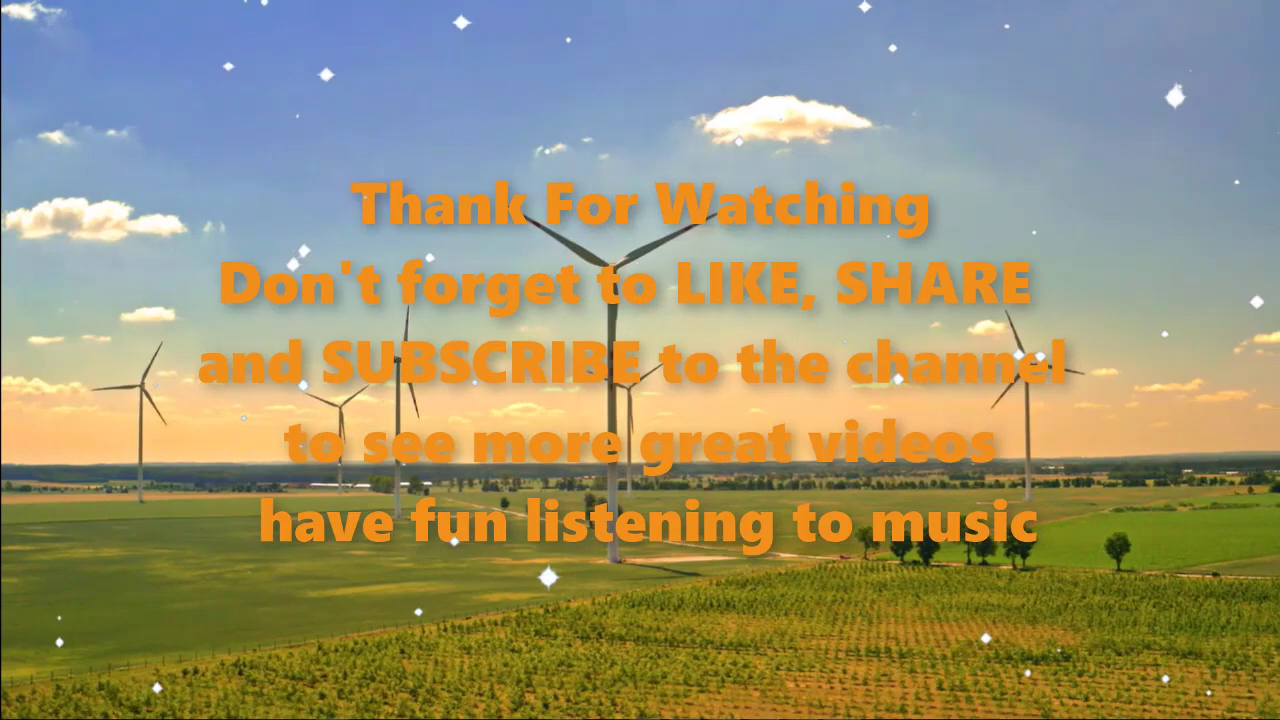 Thank For Watching
Don't forget to LIKE, SHARE
and SUBSCRIBE to the channel
to see more great videos
have fun listening to music